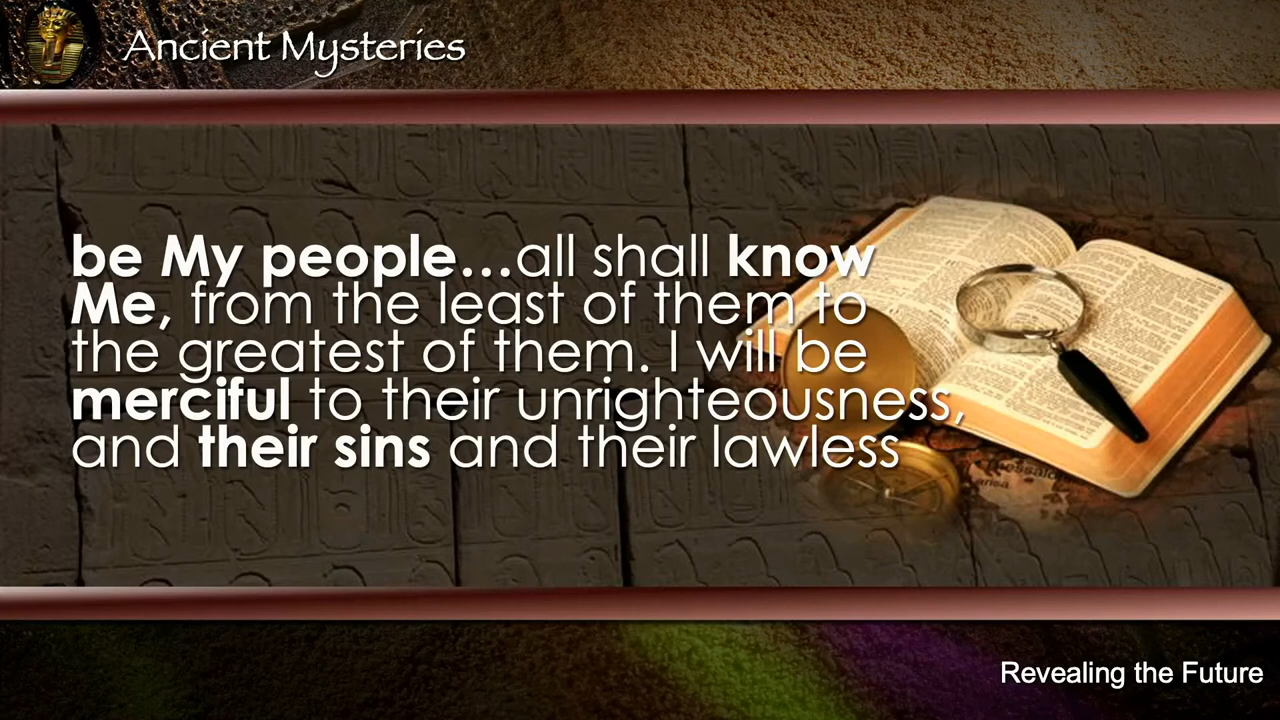 Ancient Mysteries
be My people...all shall know
Me, from the least of them to
the greatest of them. I will be
merciful to their unrighteousness,
and their sins and their lawless
Revealing the Future